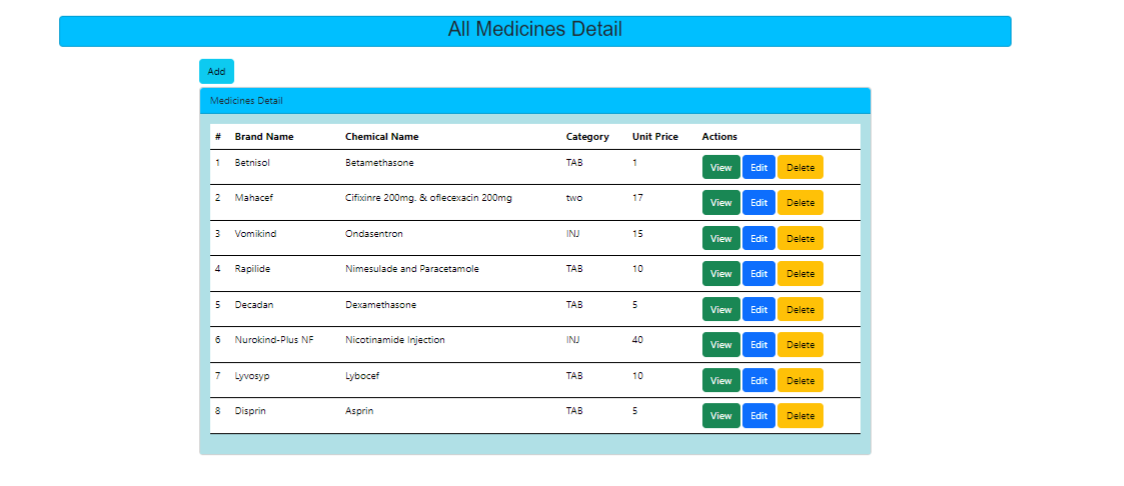 All Medicines Detail
Add
Medicines Detail
# Brand Name Chemical Name Category Unit Price Actions
1 Betnisol Betamethasone TAB 1 View Edit Delete
2 Mahacef Cifixinre 200mg. & oflecexacin 200mg two 17 View Edit Delete
3 Vomikind Ondasentron INJ 15 View Edit Delete
4 Rapilide Nimesulade and Paracetamole TAB 10 View Edit Delete
5 Decadan Dexamethasone TAB 5 View Edit Delete
6 Nurokind-Plus NF Nicotinamide Injection INJ 40 View Edit Delete
7 Lyvosyp Lybocef TAB 10 View Edit Delete
8 Disprin Asprin TAB 5 View Edit Delete